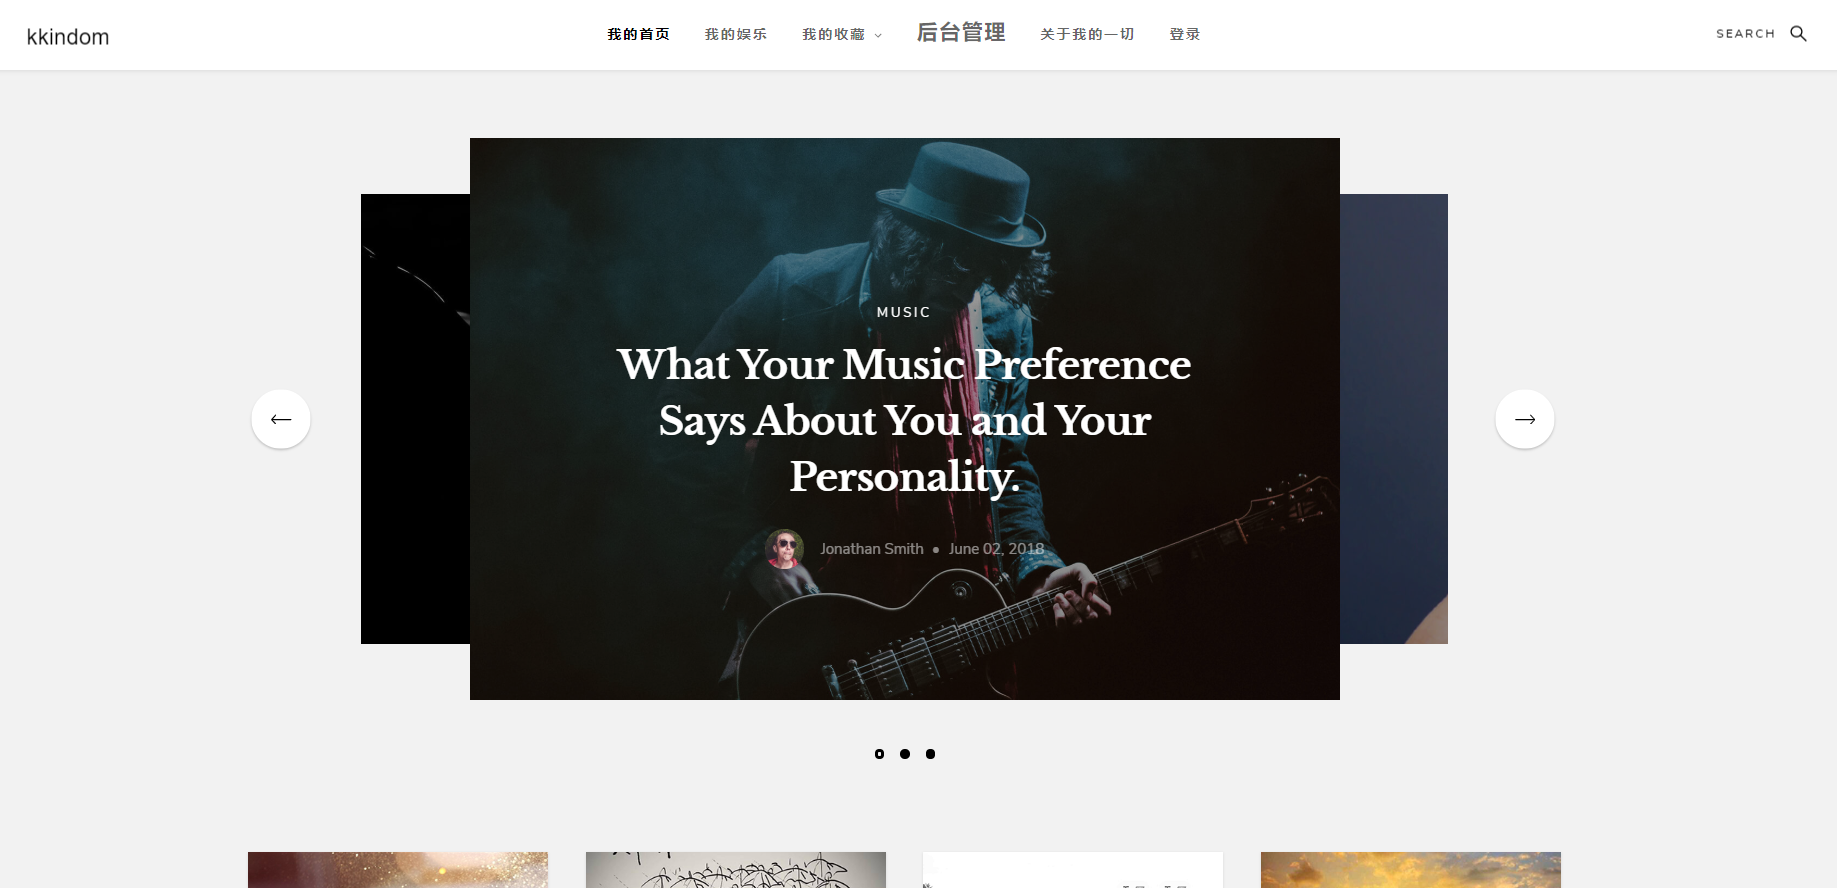 kkindom
我的首页
我的娱乐
我的收藏
后台管理
关于我的一切
登录
SEARCH
MUSIC
What Your Music Preference
Says About You and Your
Personality.
Jonathan Smith • June 02, 2018